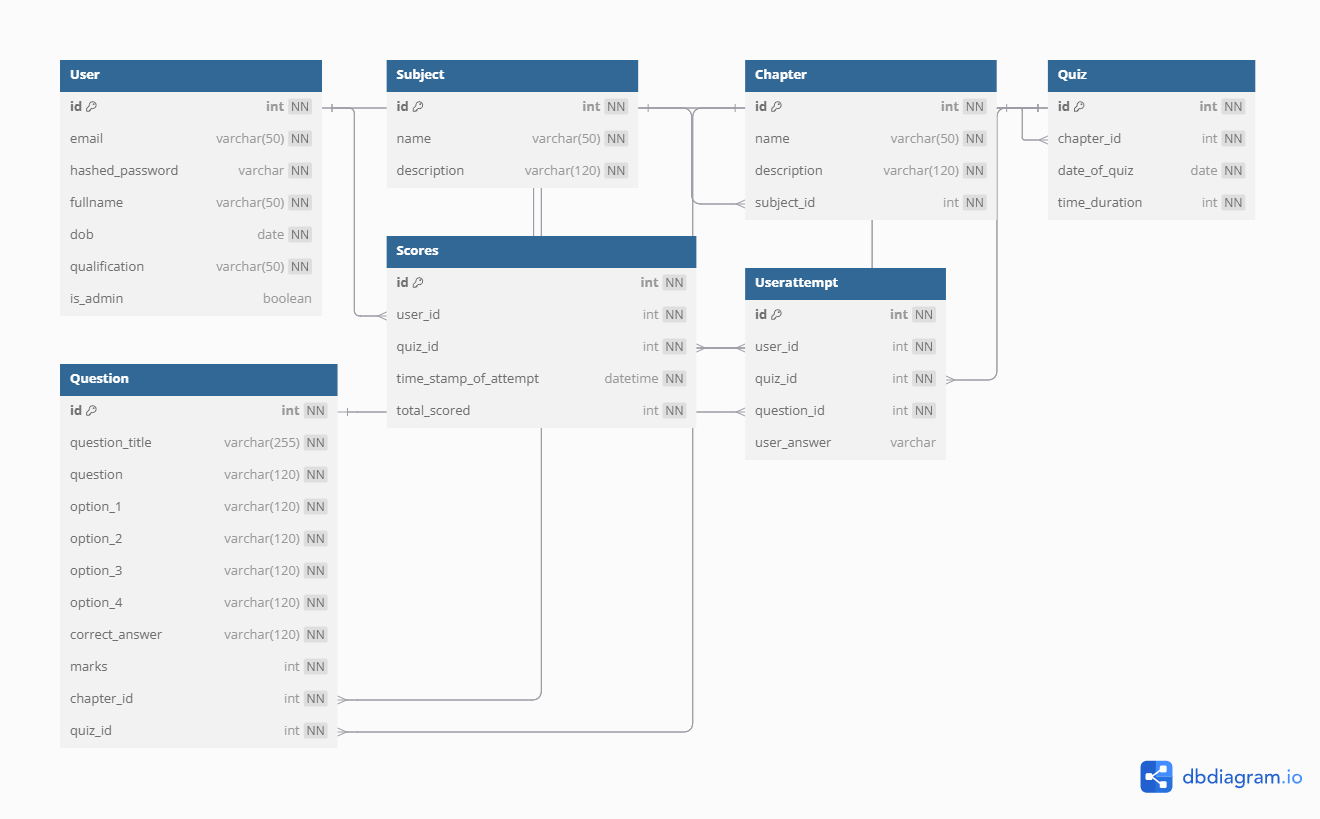 User
id int NN
email varchar(50) NN
hashed_password varchar NN
fullname varchar(50) NN
dob date NN
qualification varchar(50) NN
is_admin boolean
Subject
id int NN
name varchar(50) NN
description varchar(120) NN
Chapter
id int NN
name varchar(50) NN
description varchar(120) NN
subject_id int NN
Quiz
id int NN
chapter_id int NN
date_of_quiz date NN
time_duration int NN
Scores
id int NN
user_id int NN
quiz_id int NN
time_stamp_of_attempt datetime NN
total_scored int NN
Userattempt
id int NN
user_id int NN
quiz_id int NN
question_id int NN
user_answer varchar
Question
id int NN
question_title varchar(255) NN
question varchar(120) NN
option_1 varchar(120) NN
option_2 varchar(120) NN
option_3 varchar(120) NN
option_4 varchar(120) NN
correct_answer varchar(120) NN
marks int NN
chapter_id int NN
quiz_id int NN
dbdiagram.io